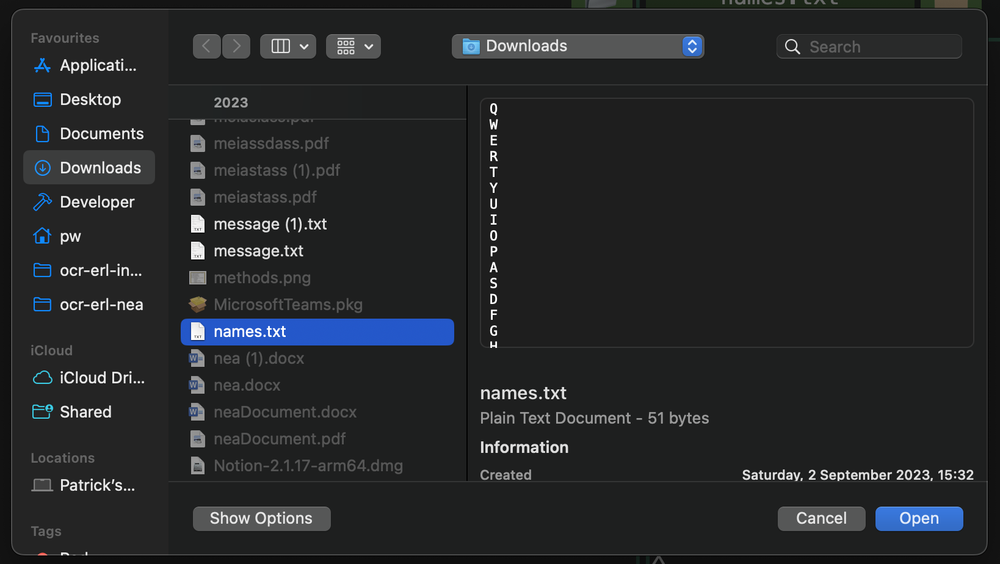 names.txt
Favourites
Applicati...
Desktop
Documents
Downloads
Developer
pw
ocr-erl-in...
ocr-erl-nea
iCloud
iCloud Dri...
Shared
Locations
Patrick's...
Tags
Red
Downloads
Search
2023
meiassdass.pdf
meiastass (1).pdf
meiastass.pdf
message (1).txt
message.txt
methods.png
MicrosoftTeams.pkg
names.txt
nea (1).docx
nea.docx
neaDocument.docx
neaDocument.pdf
Notion-2.1.17-arm64.dmg
Q
W
E
R
T
Y
U
I
O
P
A
S
D
F
G
H
names.txt
Plain Text Document - 51 bytes
Information
Created Saturday, 2 September 2023, 15:32
Show Options
Cancel
Open